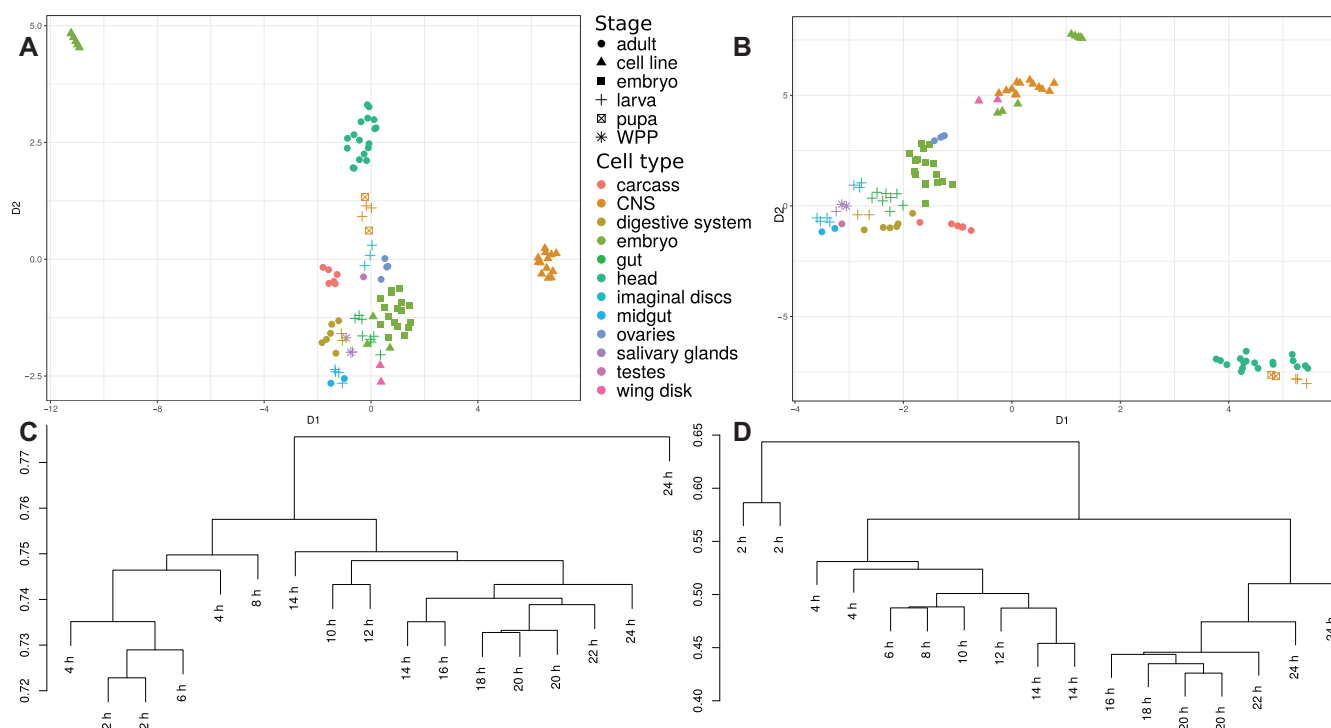 A
5.0
2.5
0.0
−2.5
D2
−12
−8
−4
0
4
D1
Stage
adult
cell line
embryo
larva
pupa
WPP
Cell type
carcass
CNS
digestive system
embryo
gut
head
imaginal discs
midgut
ovaries
salivary glands
testes
wing disk
B
5
0
−5
D2
−4
−2
0
2
4
D1
C
0.77
0.76
0.75
0.74
0.73
0.72
4 h
2 h
2 h
6 h
4 h
8 h
14 h
10 h
12 h
14 h
16 h
18 h
20 h
20 h
22 h
24 h
24 h
D
0.65
0.60
0.55
0.50
0.45
0.40
2 h
2 h
4 h
4 h
6 h
8 h
10 h
12 h
14 h
14 h
16 h
18 h
20 h
20 h
22 h
24 h
24 h